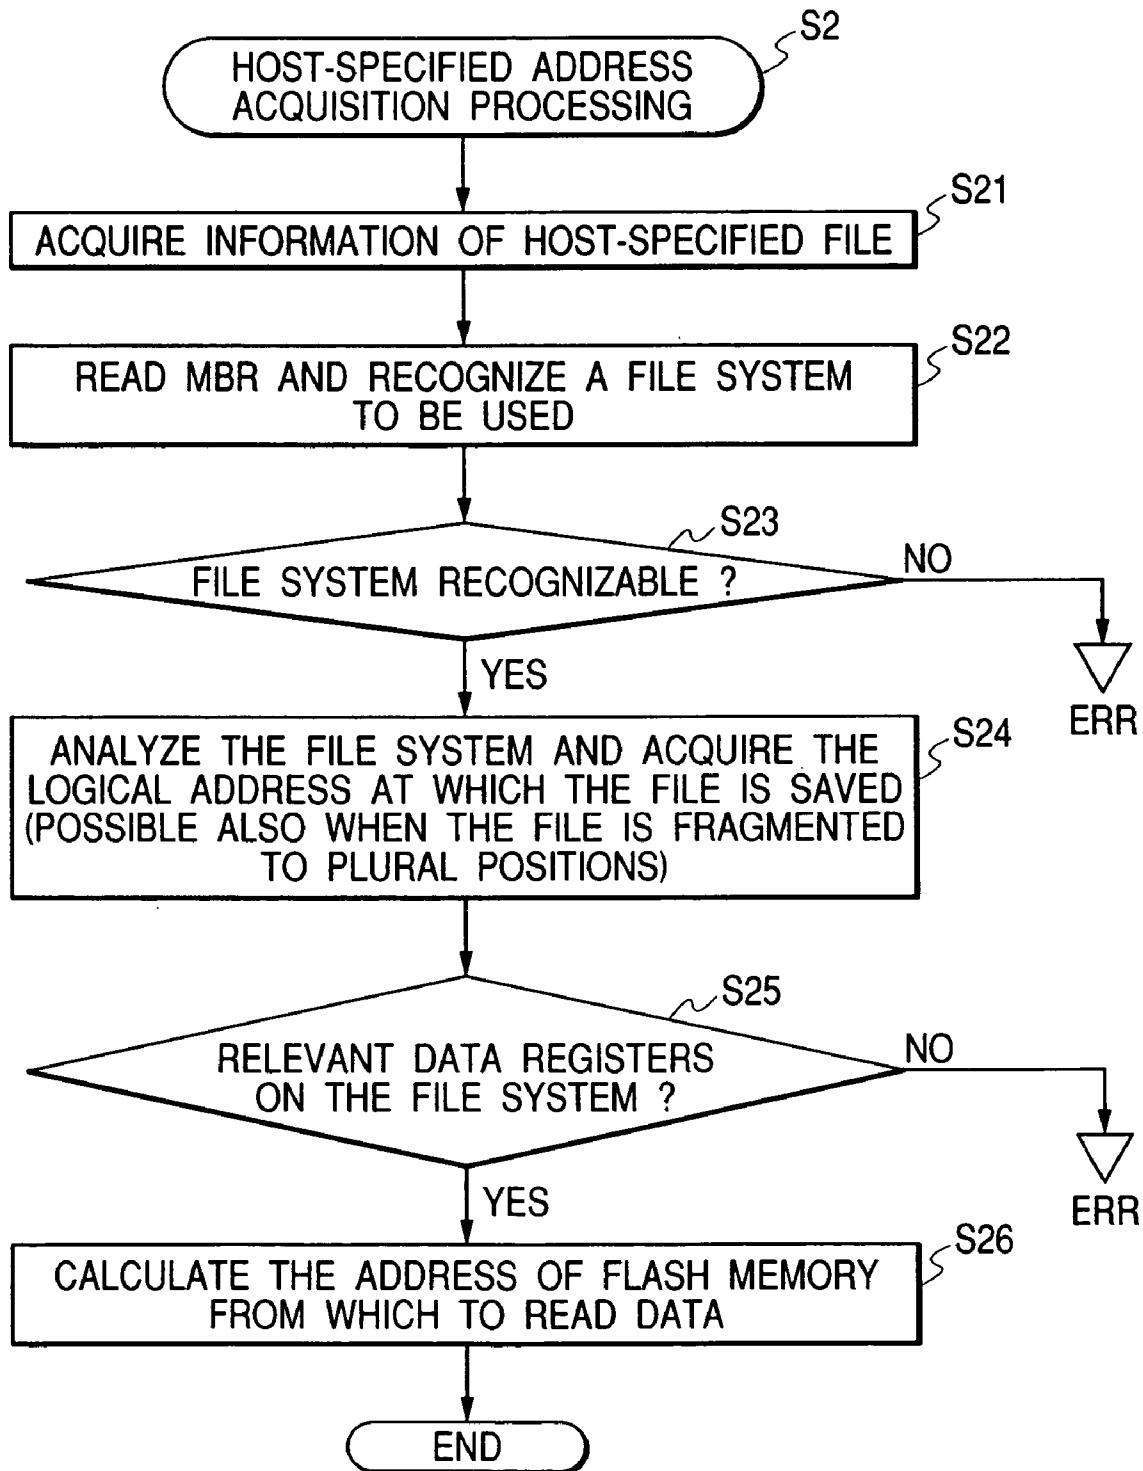 S2
HOST-SPECIFIED ADDRESS
ACQUISITION PROCESSING
S21
ACQUIRE INFORMATION OF HOST-SPECIFIED FILE
S22
READ MBR AND RECOGNIZE A FILE SYSTEM
TO BE USED
S23
FILE SYSTEM RECOGNIZABLE ?
NO
ERR
YES
S24
ANALYZE THE FILE SYSTEM AND ACQUIRE THE
LOGICAL ADDRESS AT WHICH THE FILE IS SAVED
(POSSIBLE ALSO WHEN THE FILE IS FRAGMENTED
TO PLURAL POSITIONS)
S25
RELEVANT DATA REGISTERS
ON THE FILE SYSTEM ?
NO
ERR
YES
S26
CALCULATE THE ADDRESS OF FLASH MEMORY
FROM WHICH TO READ DATA
END